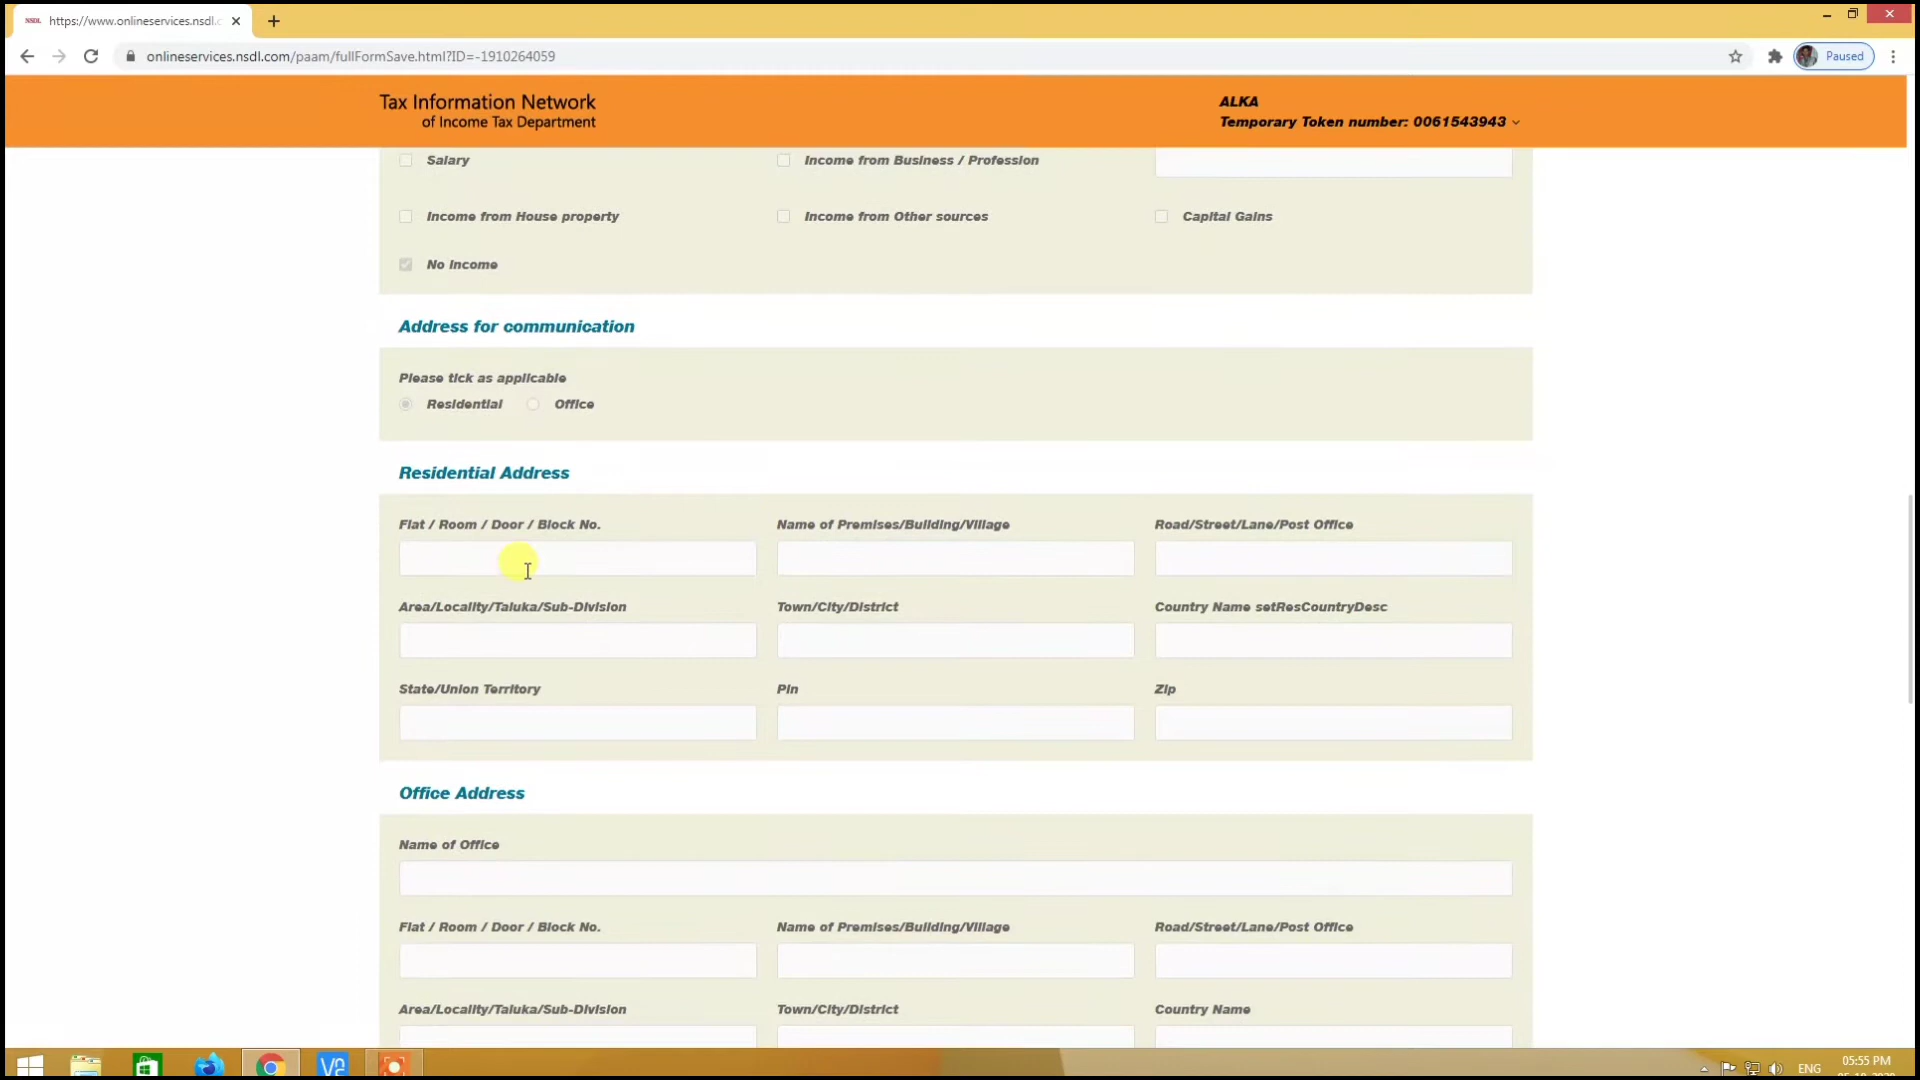 NSDL https://www.onlineservices.nsdl.c
onlineservices.nsdl.com/paam/fullFormSave.html?ID=-1910264059
Paused
Tax Information Network
of Income Tax Department
ALKA
Temporary Token number: 0061543943
Salary
Income from Business / Profession
Income from House property
Income from Other sources
Capital Gains
No Income
Address for communication
Please tick as applicable
Residential
Office
Residential Address
Flat / Room / Door / Block No.
Name of Premises/Building/Village
Road/Street/Lane/Post Office
Area/Locality/Taluka/Sub-Division
Town/City/District
Country Name setResCountryDesc
State/Union Territory
Pin
Zip
Office Address
Name of Office
Flat / Room / Door / Block No.
Name of Premises/Building/Village
Road/Street/Lane/Post Office
Area/Locality/Taluka/Sub-Division
Town/City/District
Country Name
ENG
05:55 PM